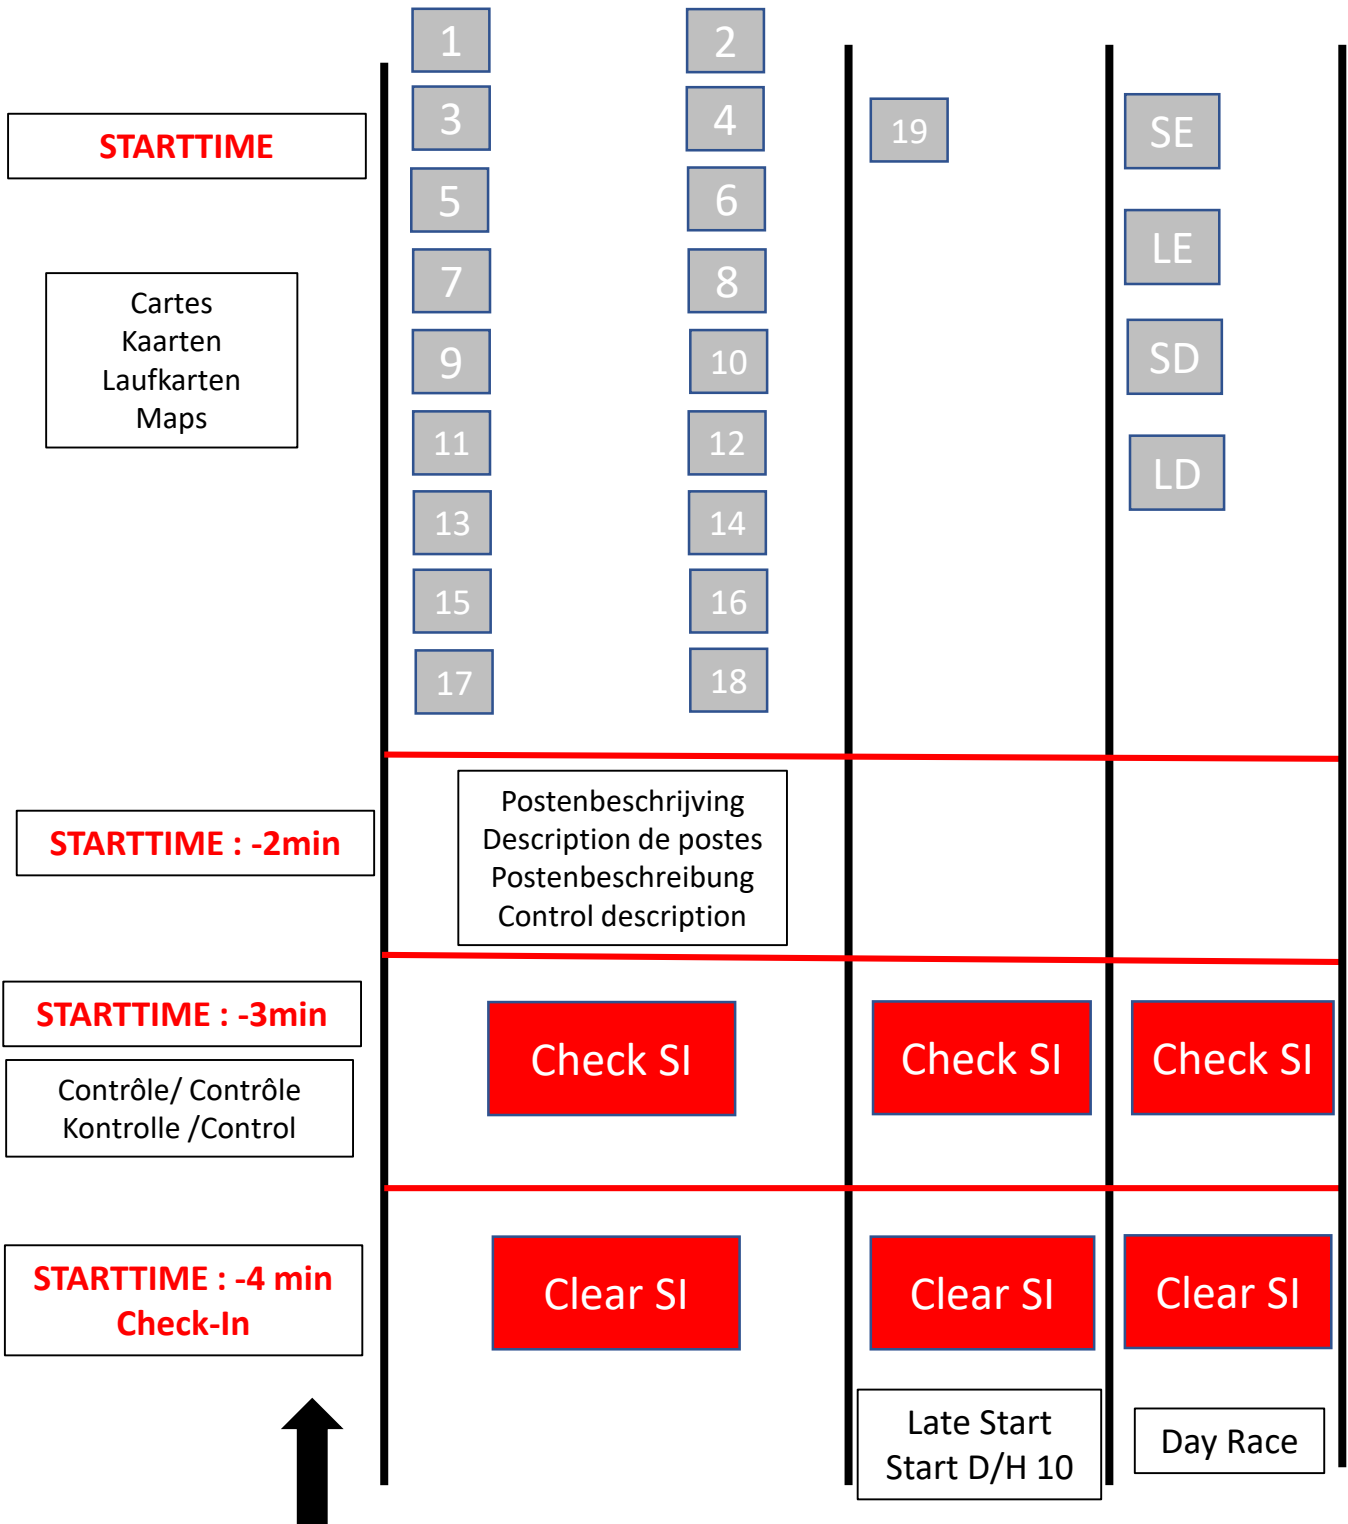 1
2
3
4
19
SE
STARTTIME
5
6
LE
7
8
Cartes
Kaarten
Laufkarten
Maps
9
10
SD
11
12
LD
13
14
15
16
17
18
Postenbeschrijving
Description de postes
Postenbeschreibung
Control description
STARTTIME : -2min
STARTTIME : -3min
Contrôle/ Contrôle
Kontrolle /Control
Check SI
Check SI
Check SI
STARTTIME : -4 min
Check-In
Clear SI
Clear SI
Clear SI
Late Start
Start D/H 10
Day Race